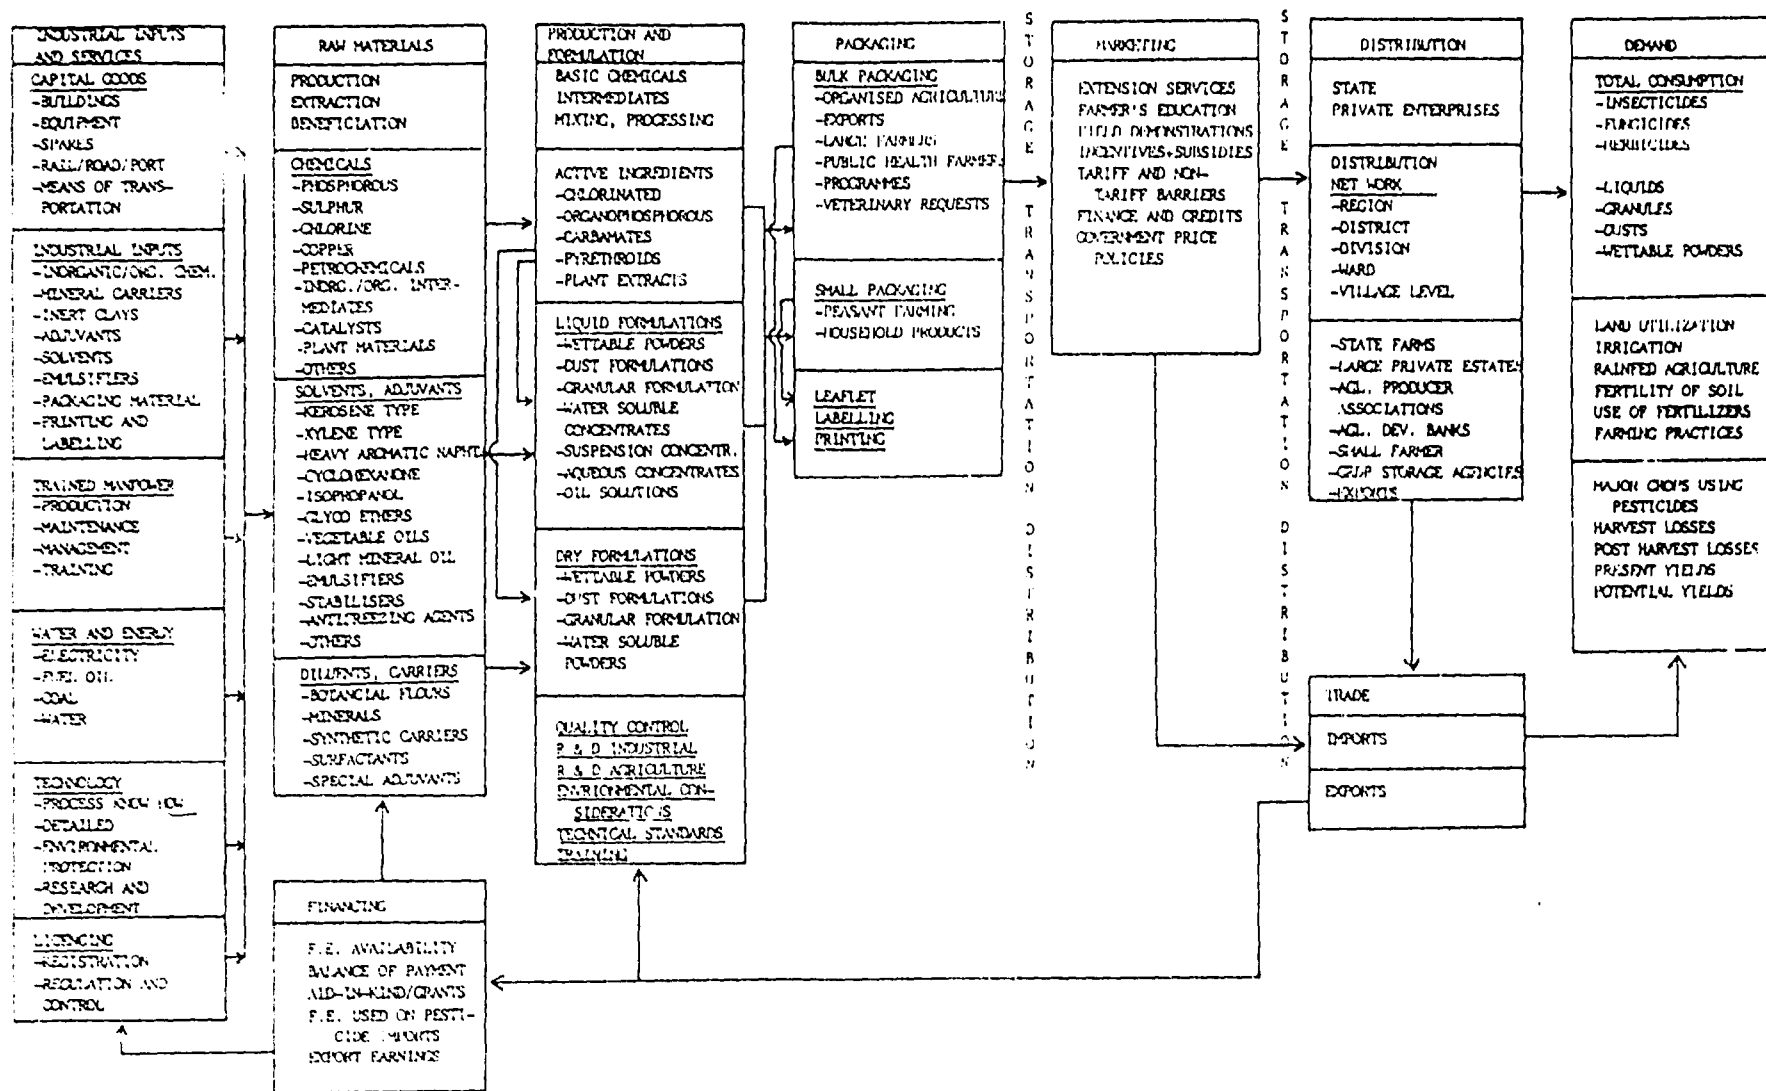 INDUSTRIAL INPUTS
AND SERVICES
CAPITAL GOODS
-BUILDINGS
-EQUIPMENT
-SPARES
-RAIL/ROAD/PORT
-MEANS OF TRANS-
PORTATION
INDUSTRIAL INPUTS
-INORGANIC/ORG. CHEM.
-MINERAL CARRIERS
-INERT CLAYS
-ADJUVANTS
-SOLVENTS
-EMULSIFIERS
-PACKAGING MATERIAL
-PRINTING AND
LABELLING
TRAINED MANPOWER
-PRODUCTION
-MAINTENANCE
-MANAGEMENT
-TRAINING
WATER AND ENERGY
-ELECTRICITY
-FUEL OIL
-COAL
-WATER
TECHNOLOGY
-PROCESS KNOW HOW
-DETAILED
-ENVIRONMENTAL
PROTECTION
-RESEARCH AND
DEVELOPMENT
LICENCING
-REGISTRATION
-REGULATION AND
CONTROL
RAW MATERIALS
PRODUCTION
EXTRACTION
BENEFICIATION
CHEMICALS
-PHOSPHOROUS
-SULPHUR
-CHLORINE
-COPPER
-PETROCHEMICALS
-INORG./ORG. INTER-
MEDIATES
-CATALYSTS
-PLANT MATERIALS
-OTHERS
SOLVENTS, ADJUVANTS
-KEROSENE TYPE
-XYLENE TYPE
-HEAVY AROMATIC NAPHT.
-CYCLOHEXANONE
-ISOPROPANOL
-GLYCO ETHERS
-VEGETABLE OILS
-LIGHT MINERAL OIL
-EMULSIFIERS
-STABILISERS
-ANTIFREEZING AGENTS
-OTHERS
DILUENTS, CARRIERS
-BOTANCIAL FLOURS
-MINERALS
-SYNTHETIC CARRIERS
-SURFACTANTS
-SPECIAL ADJUVANTS
FINANCING
F.E. AVAILABILITY
BALANCE OF PAYMENT
AID-IN-KIND/GRANTS
F.E. USED ON PESTI-
CIDE IMPORTS
EXPORT EARNINGS
PRODUCTION AND
FORMULATION
BASIC CHEMICALS
INTERMEDIATES
MIXING, PROCESSING
ACTIVE INGREDIENTS
-CHLORINATED
-ORGANOPHOSPHOROUS
-CARBAMATES
-PYRETHROIDS
-PLANT EXTRACTS
LIQUID FORMULATIONS
-WETTABLE POWDERS
-DUST FORMULATIONS
-GRANULAR FORMULATION
-WATER SOLUBLE
CONCENTRATES
-SUSPENSION CONCENTR.
-AQUEOUS CONCENTRATES
-OIL SOLUTIONS
DRY FORMULATIONS
-WETTABLE POWDERS
-DUST FORMULATIONS
-GRANULAR FORMULATION
-WATER SOLUBLE
POWDERS
QUALITY CONTROL
R & D INDUSTRIAL
R & D AGRICULTURE
ENVRIONMENTAL CON-
SIDERATIONS
TECHNICAL STANDARDS
TRAINING
PACKAGING
BULK PACKAGING
-ORGANISED AGRICULTURE
-EXPORTS
-LARGE FARMERS
-PUBLIC HEALTH FARMERS
-PROGRAMMES
-VETERINARY REQUESTS
SMALL PACKAGING
-PEASANT FARMING
-HOUSEHOLD PRODUCTS
LEAFLET
LABELLING
PRINTING
STORAGE TRANSPORTATION DISTRIBUTION
MARKETING
EXTENSION SERVICES
FARMER'S EDUCATION
FIELD DEMONSTRATIONS
INCENTIVES+SUBSIDIES
TARIFF AND NON-
TARIFF BARRIERS
FINANCE AND CREDITS
GOVERNMENT PRICE
POLICIES
STORAGE TRANSPORTATION DISTRIBUTION
DISTRIBUTION
STATE
PRIVATE ENTERPRISES
DISTRIBUTION
NET WORK
-REGION
-DISTRICT
-DIVISION
-WARD
-VILLAGE LEVEL
-STATE FARMS
-LARGE PRIVATE ESTATES
-AGL. PRODUCER
ASSOCIATIONS
-AGL. DEV. BANKS
-SMALL FARMER
STORAGE AGENCIES
-EXPORTS
TRADE
IMPORTS
EXPORTS
DEMAND
TOTAL CONSUMPTION
-INSECTICIDES
-FUNGICIDES
-HERBICIDES
-LIQUIDS
-GRANULES
-DUSTS
-WETTABLE POWDERS
LAND UTILIZATION
IRRIGATION
RAINFED AGRICULTURE
FERTILITY OF SOIL
USE OF FERTILIZERS
FARMING PRACTICES
MAJOR CROPS USING
PESTICIDES
HARVEST LOSSES
POST HARVEST LOSSES
PRESENT YIELDS
POTENTIAL YIELDS